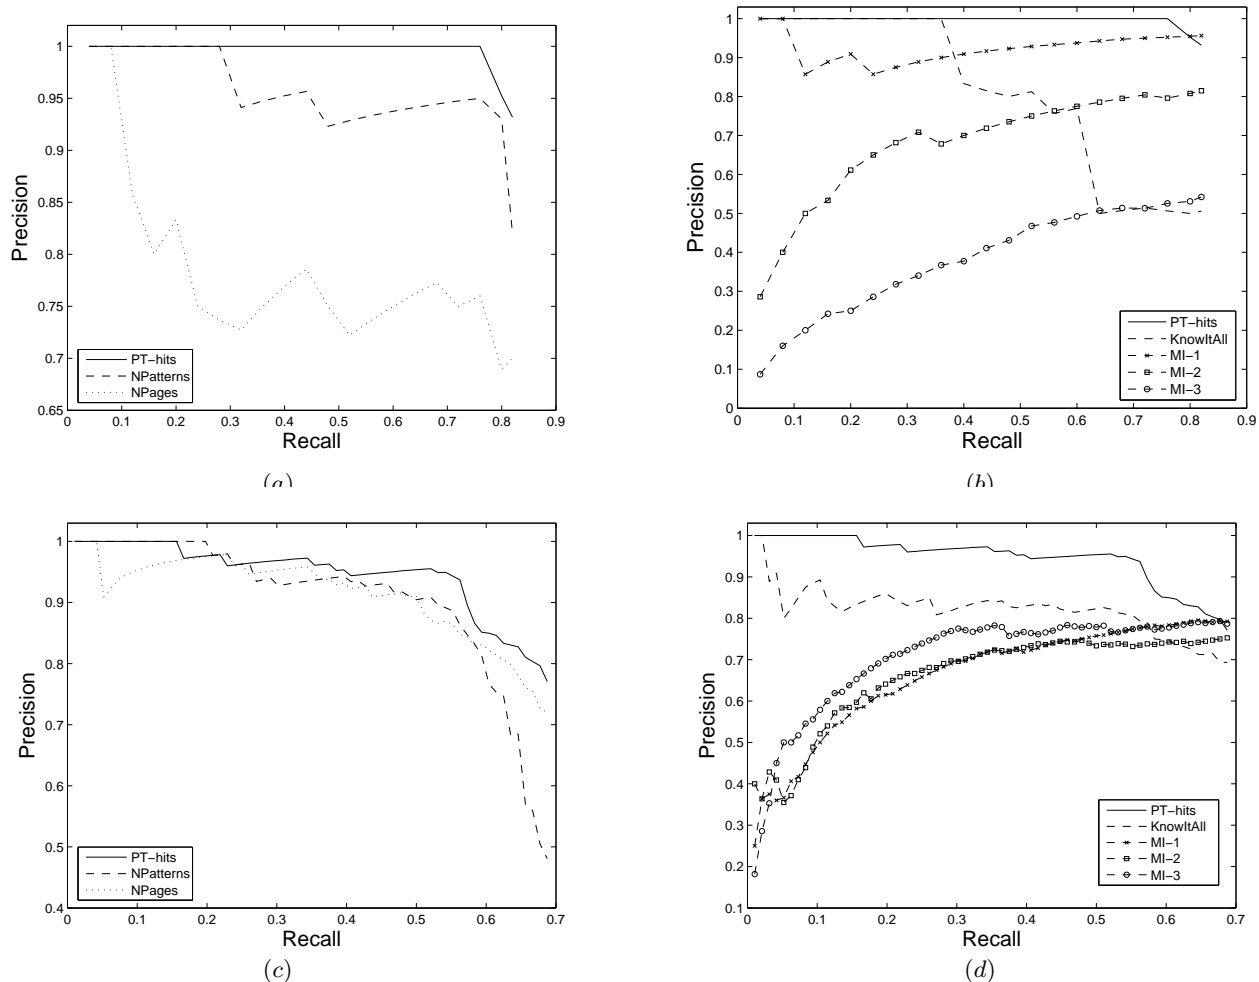 1
0.95
0.9
0.85
0.8
0.75
0.7
0.65
Precision
PT−hits
NPatterns
NPages
0 0.1 0.2 0.3 0.4 0.5 0.6 0.7 0.8 0.9
Recall
(a)
1
0.9
0.8
0.7
0.6
0.5
0.4
0.3
0.2
0.1
0
Precision
PT−hits
KnowItAll
MI−1
MI−2
MI−3
0 0.1 0.2 0.3 0.4 0.5 0.6 0.7 0.8 0.9
Recall
(b)
1
0.9
0.8
0.7
0.6
0.5
0.4
Precision
PT−hits
NPatterns
NPages
0 0.1 0.2 0.3 0.4 0.5 0.6 0.7
Recall
(c)
1
0.9
0.8
0.7
0.6
0.5
0.4
0.3
0.2
0.1
Precision
PT−hits
KnowItAll
MI−1
MI−2
MI−3
0 0.1 0.2 0.3 0.4 0.5 0.6 0.7
Recall
(d)